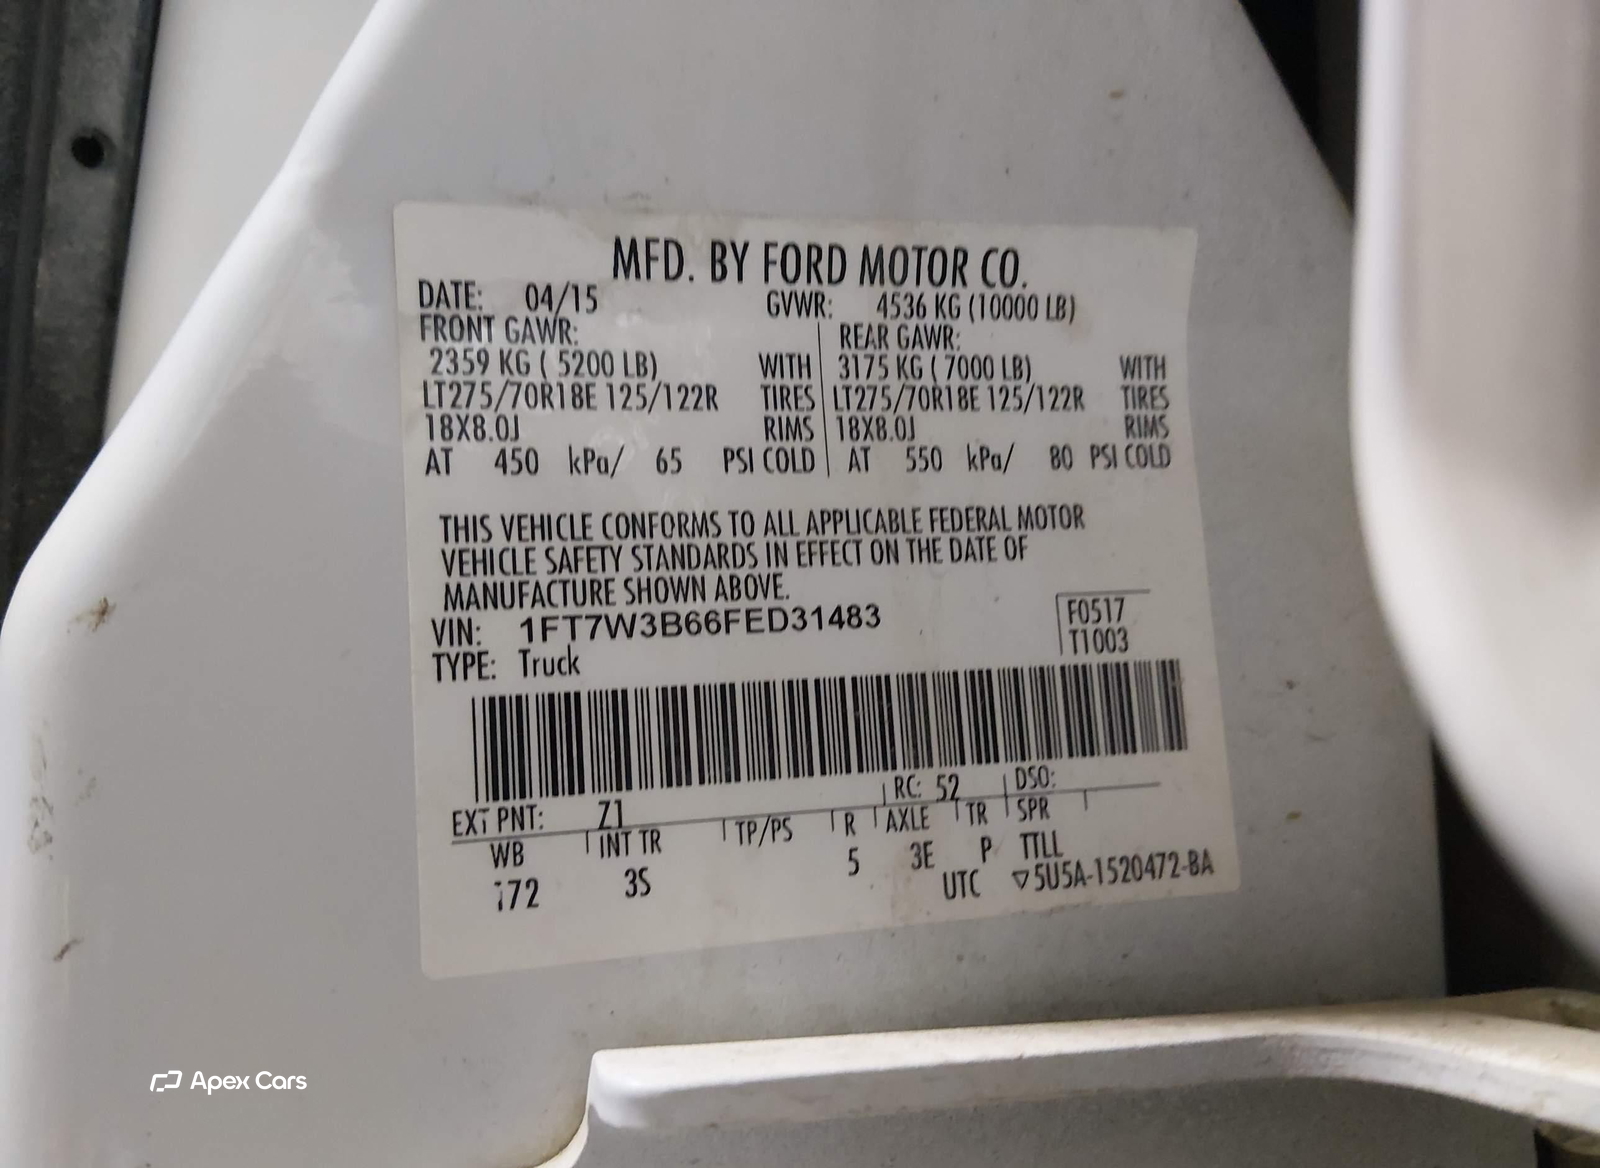 MFD. BY FORD MOTOR CO.
DATE: 04/15 GVWR: 4536 KG (10000 LB)
FRONT GAWR: REAR GAWR:
2359 KG ( 5200 LB) WITH 3175 KG ( 7000 LB) WITH
LT275/70R18E 125/122R TIRES LT275/70R18E 125/122R TIRES
18X8.0J RIMS 18X8.0J RIMS
AT 450 kPa/ 65 PSI COLD AT 550 kPa/ 80 PSI COLD
THIS VEHICLE CONFORMS TO ALL APPLICABLE FEDERAL MOTOR
VEHICLE SAFETY STANDARDS IN EFFECT ON THE DATE OF
MANUFACTURE SHOWN ABOVE.
VIN: 1FT7W3B66FED31483 F0517
TYPE: Truck T1003
EXT PNT: Z1 RC: 52 DSO:
WB INT TR TP/PS R AXLE TR SPR
172 3S 5 3E P TTLL
UTC ▽5U5A-1520472-BA
Apex Cars